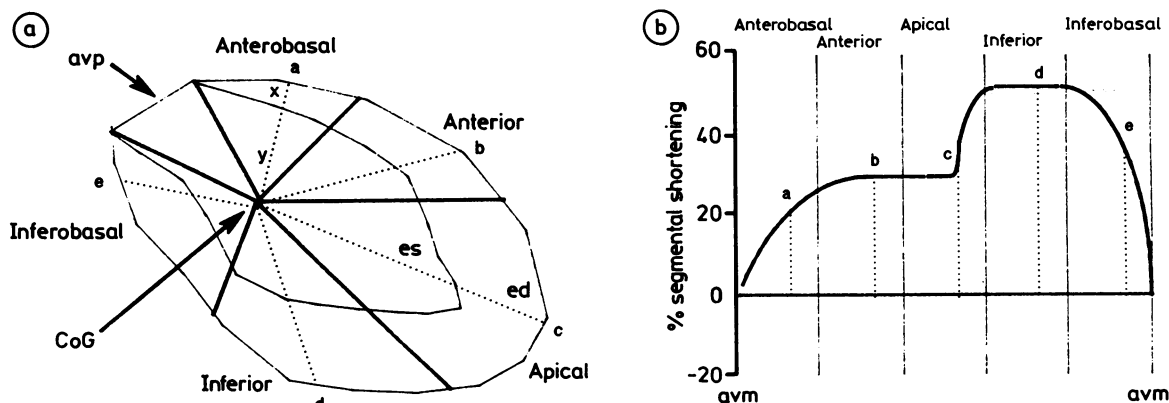 a
avp
Anterobasal
a
x
Anterior
b
y
e
Inferobasal
es
ed
c
CoG
Inferior
Apical
d
b
Anterobasal
Anterior
Apical
Inferior
Inferobasal
% segmental shortening
60
40
20
0
-20
a
b
c
d
e
avm
avm